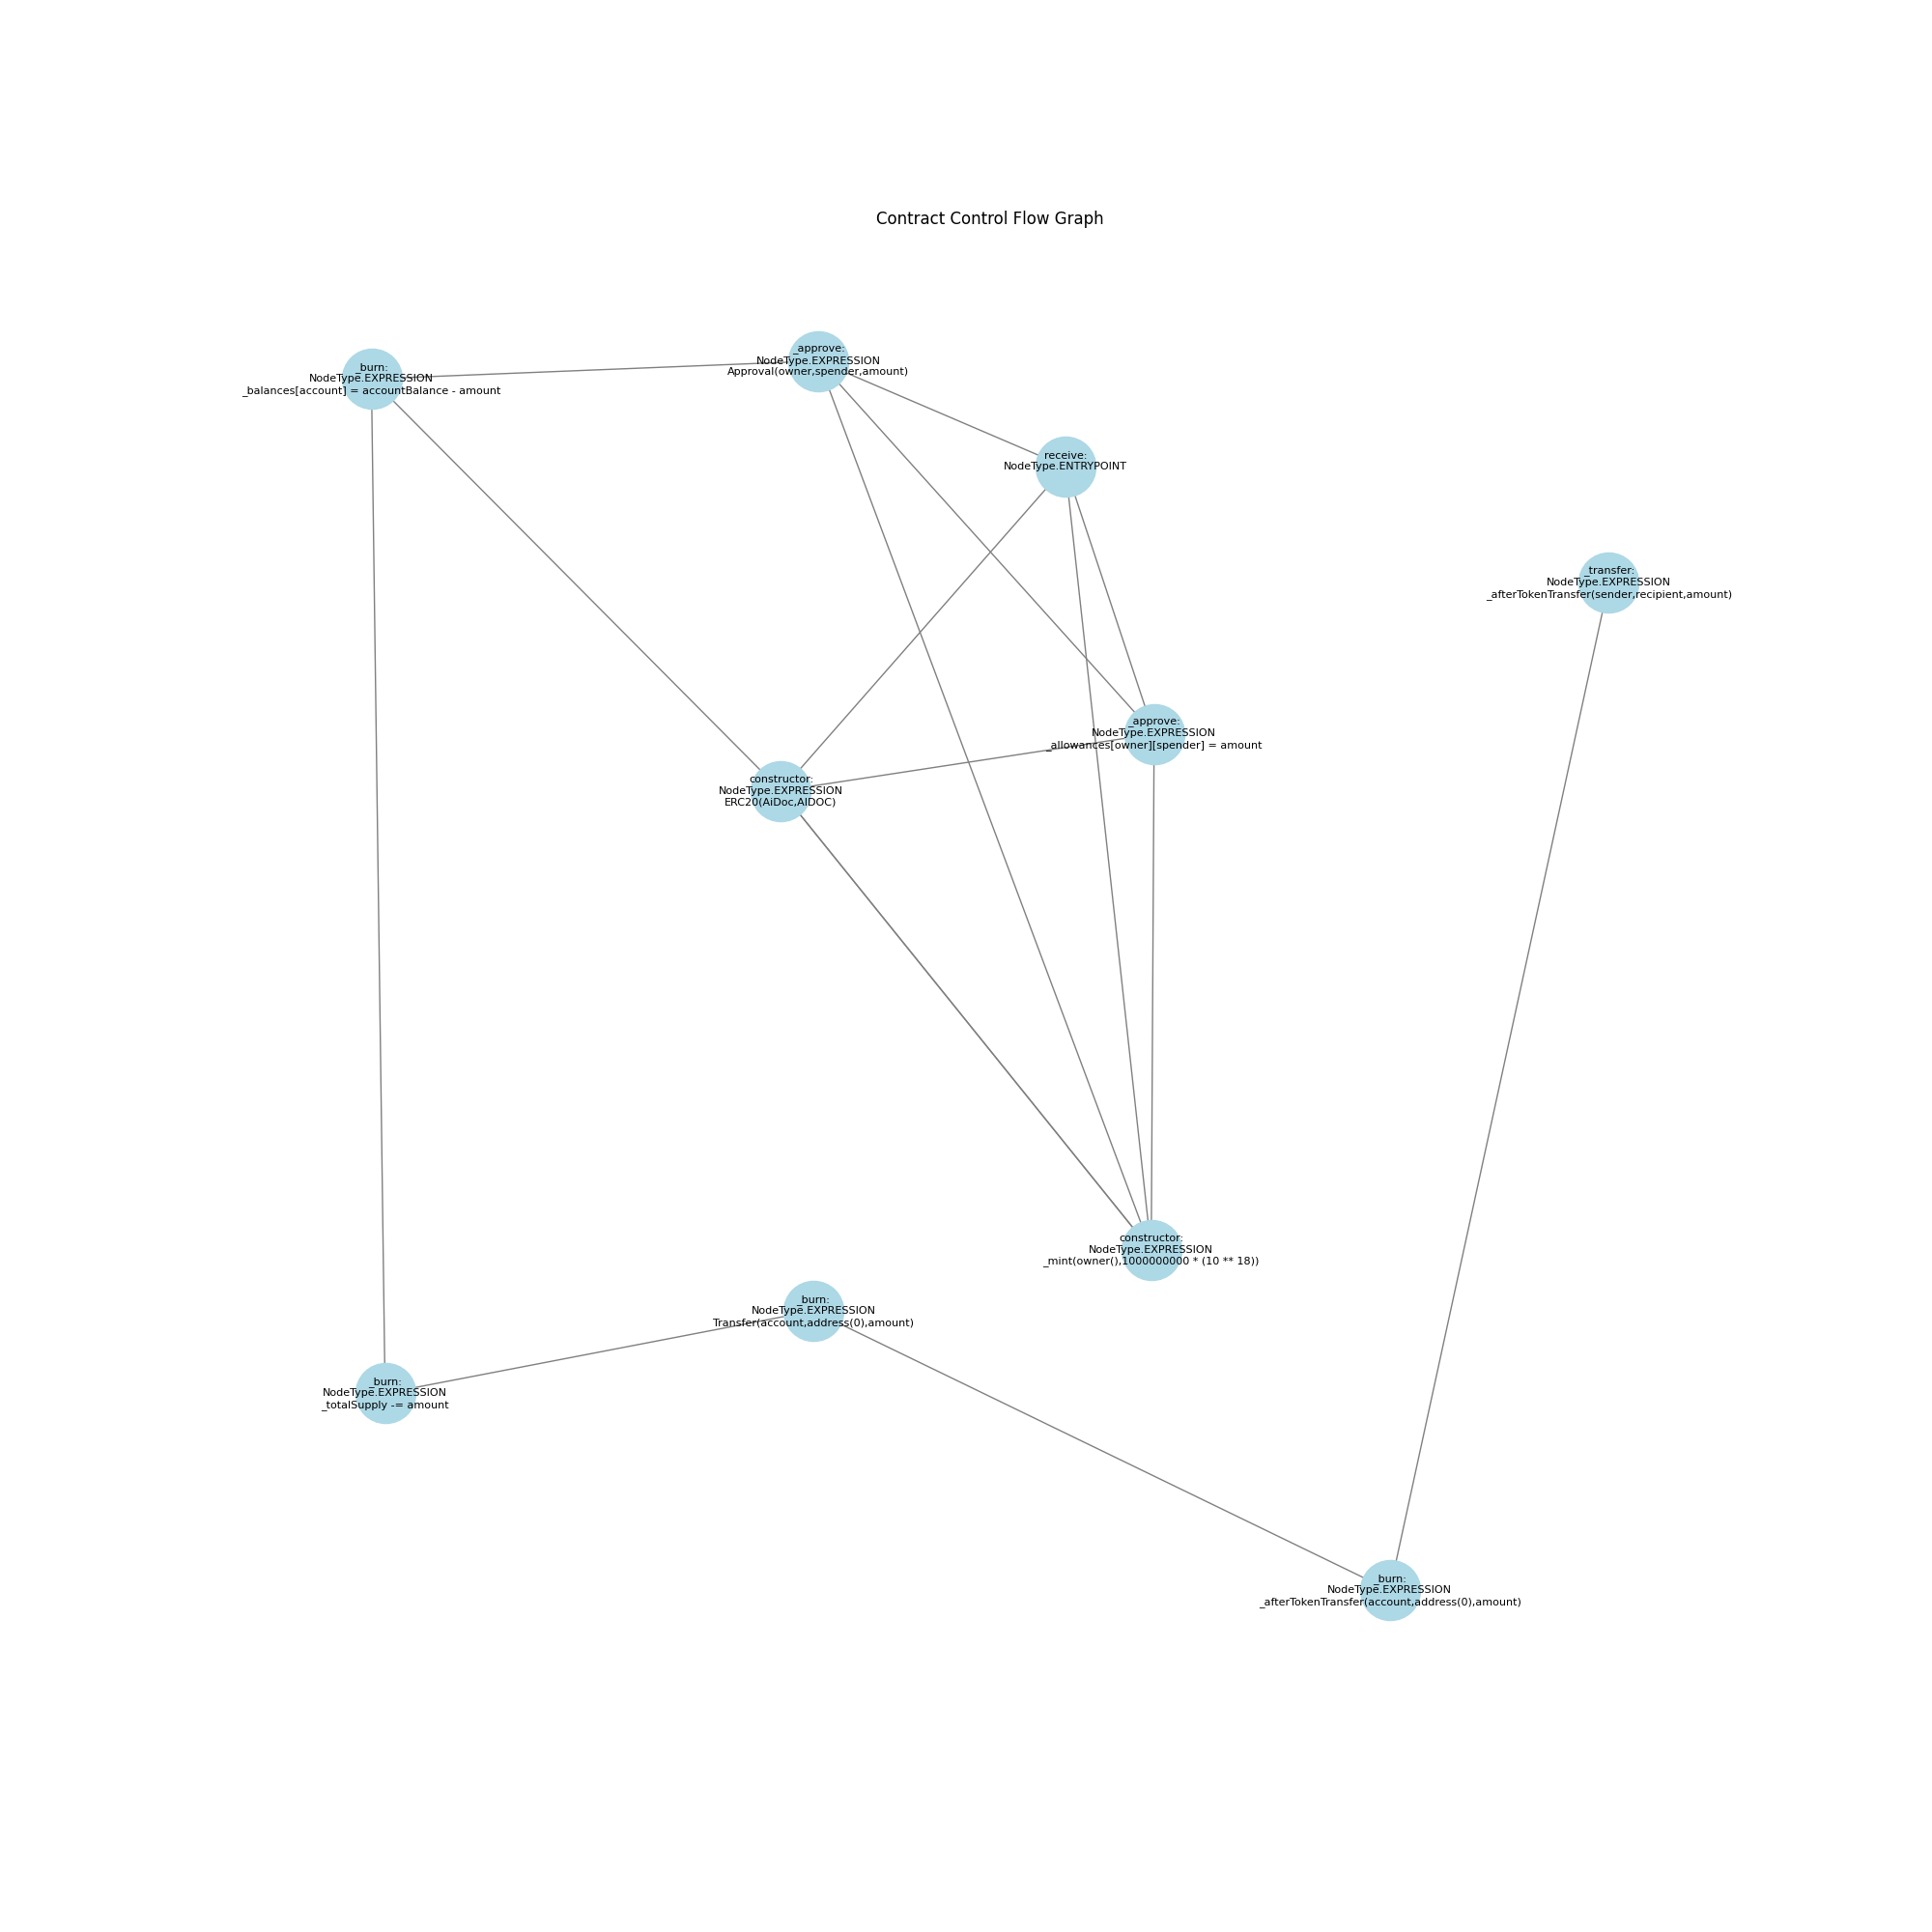 Contract Control Flow Graph
_approve:
NodeType.EXPRESSION
Approval(owner,spender,amount)
_burn:
NodeType.EXPRESSION
_balances[account] = accountBalance - amount
receive:
NodeType.ENTRYPOINT
_transfer:
NodeType.EXPRESSION
_afterTokenTransfer(sender,recipient,amount)
_approve:
NodeType.EXPRESSION
_allowances[owner][spender] = amount
constructor:
NodeType.EXPRESSION
ERC20(AiDoc,AIDOC)
constructor:
NodeType.EXPRESSION
_mint(owner(),1000000000 * (10 ** 18))
_burn:
NodeType.EXPRESSION
Transfer(account,address(0),amount)
_burn:
NodeType.EXPRESSION
_totalSupply -= amount
_burn:
NodeType.EXPRESSION
_afterTokenTransfer(account,address(0),amount)